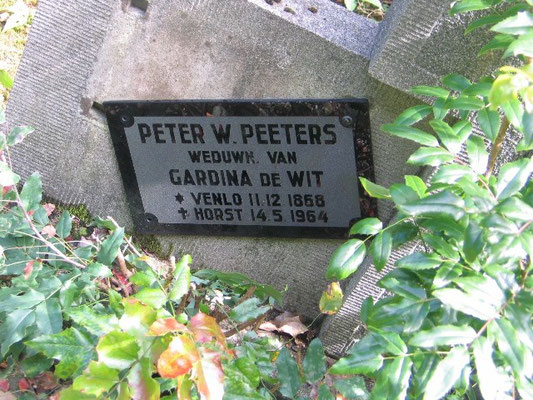 PETER W. PEETERS
WEDUWN. VAN
GARDINA DE WIT
* VENLO 11.12 1868
✝ HORST 14.5.1964